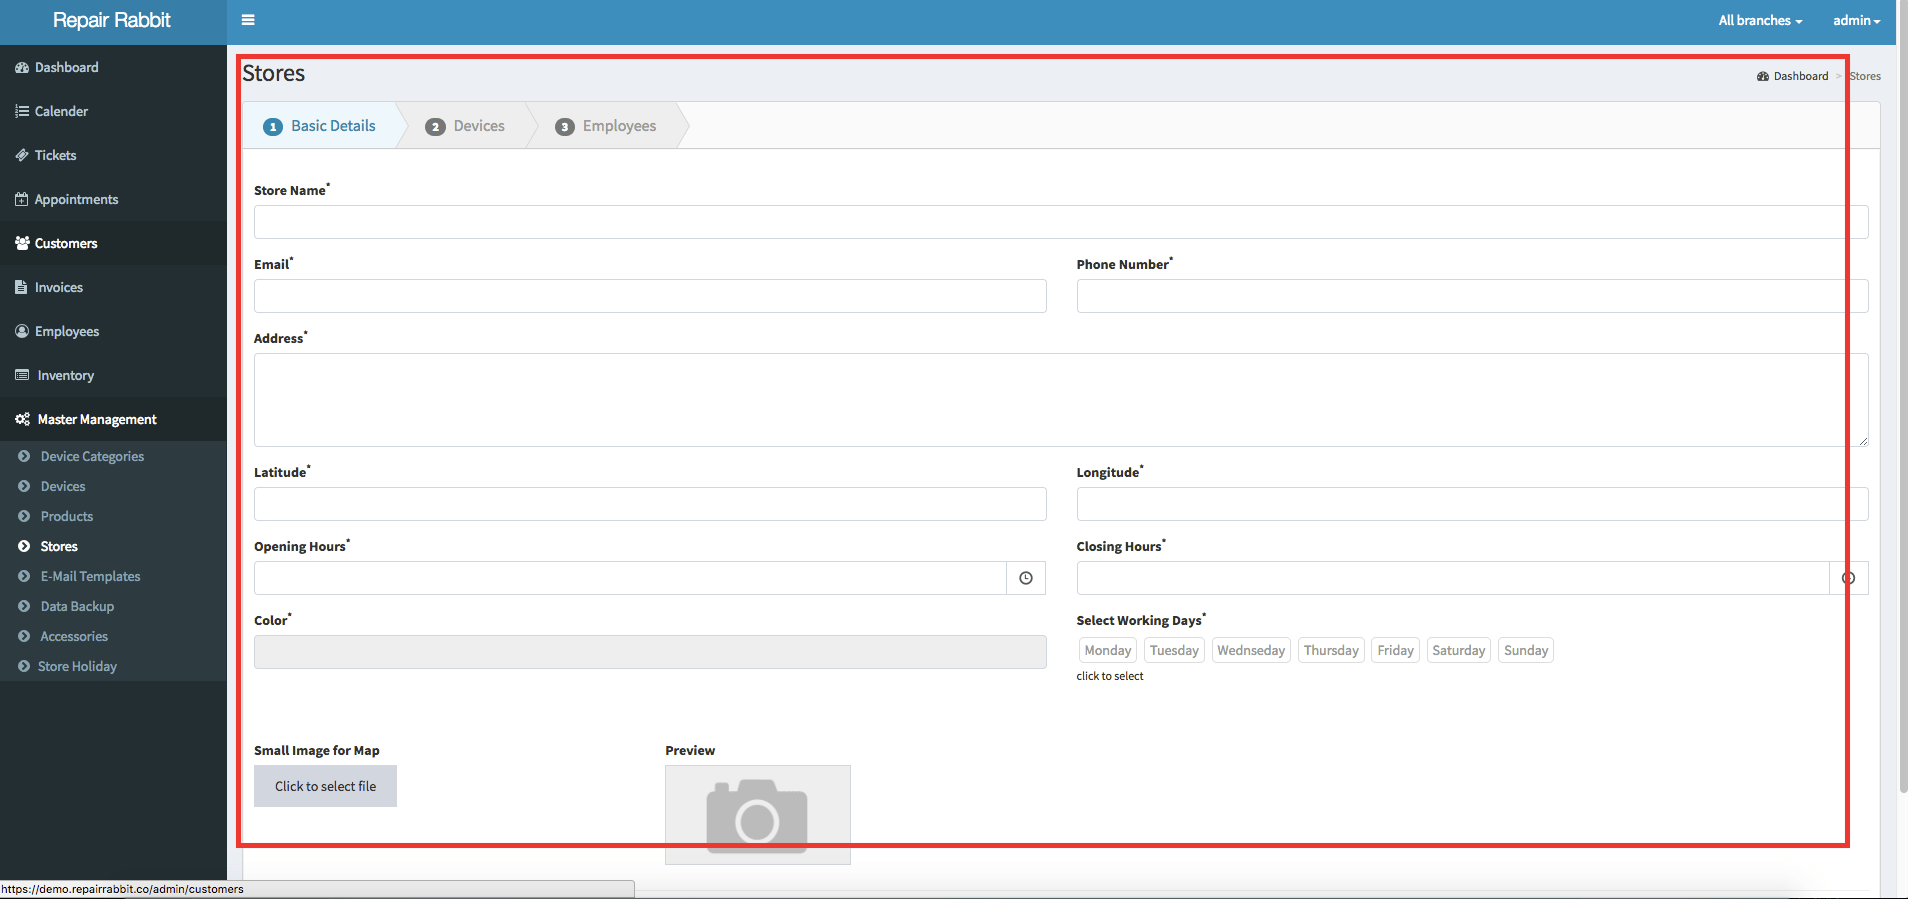 Repair Rabbit
All branches
admin
Dashboard
Calender
Tickets
Appointments
Customers
Invoices
Employees
Inventory
Master Management
Device Categories
Devices
Products
Stores
E-Mail Templates
Data Backup
Accessories
Store Holiday
Stores
Dashboard > Stores
1 Basic Details
2 Devices
3 Employees
Store Name*
Email*
Phone Number*
Address*
Latitude*
Longitude*
Opening Hours*
Closing Hours*
Color*
Select Working Days*
Monday Tuesday Wednseday Thursday Friday Saturday Sunday
click to select
Small Image for Map
Preview
Click to select file
https://demo.repairrabbit.co/admin/customers